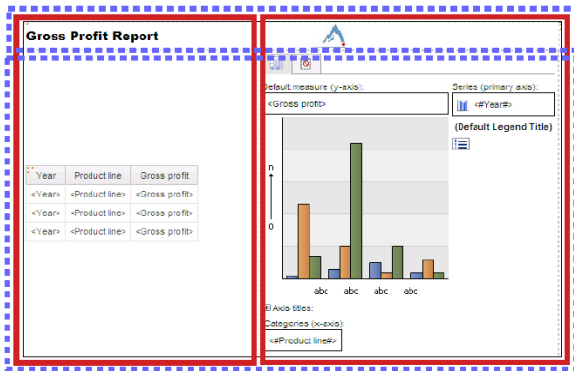 Gross Profit Report
Default measure (y-axis):
Series (primary axis):
<Gross profit>
<#Year#>
(Default Legend Title)
n
0
abc abc abc abc
Axis titles:
Categories (x-axis):
<#Product line#>
Year Product line Gross profit
<Year> <Product line> <Gross profit>
<Year> <Product line> <Gross profit>
<Year> <Product line> <Gross profit>